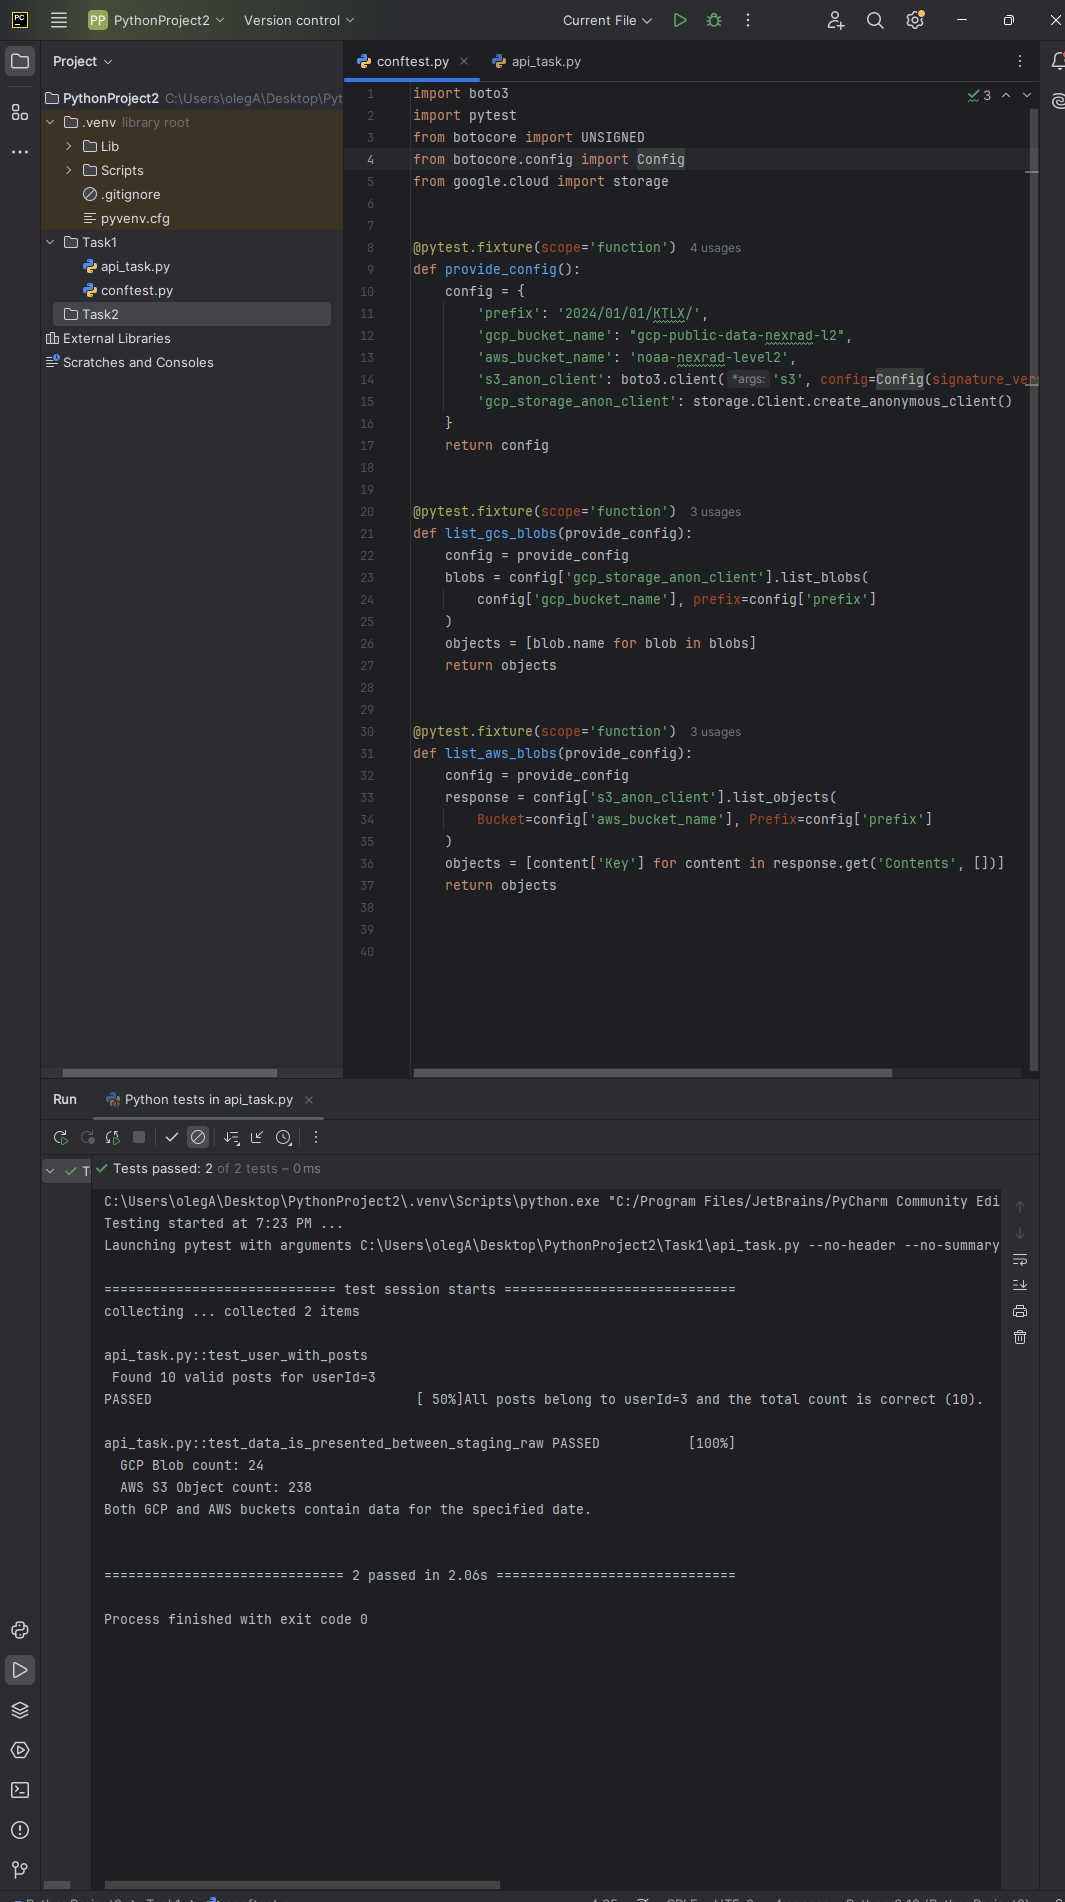 PC
PP PythonProject2 Version control Current File
Project
conftest.py
api_task.py
PythonProject2 C:\Users\olegA\Desktop\Pyt
.venv library root
Lib
Scripts
.gitignore
pyvenv.cfg
Task1
api_task.py
conftest.py
Task2
External Libraries
Scratches and Consoles
3
1 import boto3
2 import pytest
3 from botocore import UNSIGNED
4 from botocore.config import Config
5 from google.cloud import storage
6
7
8 @pytest.fixture(scope='function') 4 usages
9 def provide_config():
10 config = {
11 'prefix': '2024/01/01/KTLX/',
12 'gcp_bucket_name': "gcp-public-data-nexrad-l2",
13 'aws_bucket_name': 'noaa-nexrad-level2',
14 's3_anon_client': boto3.client( *args: 's3', config=Config(signature_vers
15 'gcp_storage_anon_client': storage.Client.create_anonymous_client()
16 }
17 return config
18
19
20 @pytest.fixture(scope='function') 3 usages
21 def list_gcs_blobs(provide_config):
22 config = provide_config
23 blobs = config['gcp_storage_anon_client'].list_blobs(
24 config['gcp_bucket_name'], prefix=config['prefix']
25 )
26 objects = [blob.name for blob in blobs]
27 return objects
28
29
30 @pytest.fixture(scope='function') 3 usages
31 def list_aws_blobs(provide_config):
32 config = provide_config
33 response = config['s3_anon_client'].list_objects(
34 Bucket=config['aws_bucket_name'], Prefix=config['prefix']
35 )
36 objects = [content['Key'] for content in response.get('Contents', [])]
37 return objects
38
39
40
Run Python tests in api_task.py
Tests passed: 2 of 2 tests – 0 ms
C:\Users\olegA\Desktop\PythonProject2\.venv\Scripts\python.exe "C:/Program Files/JetBrains/PyCharm Community Edi
Testing started at 7:23 PM ...
Launching pytest with arguments C:\Users\olegA\Desktop\PythonProject2\Task1\api_task.py --no-header --no-summary
============================= test session starts =============================
collecting ... collected 2 items
api_task.py::test_user_with_posts
Found 10 valid posts for userId=3
PASSED [ 50%]All posts belong to userId=3 and the total count is correct (10).
api_task.py::test_data_is_presented_between_staging_raw PASSED [100%]
GCP Blob count: 24
AWS S3 Object count: 238
Both GCP and AWS buckets contain data for the specified date.
============================== 2 passed in 2.06s ==============================
Process finished with exit code 0